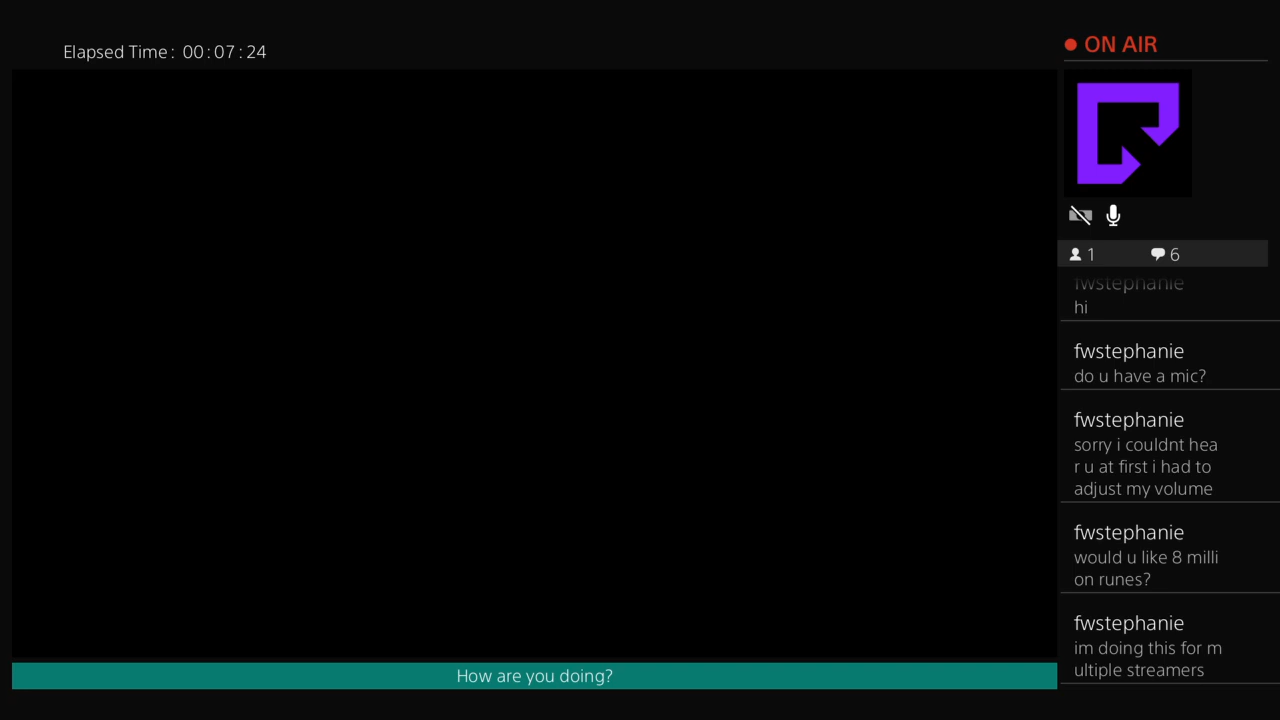 Elapsed Time: 00:07:24
ON AIR
1
6
fwstephanie
hi
fwstephanie
do u have a mic?
fwstephanie
sorry i couldnt hea
r u at first i had to
adjust my volume
fwstephanie
would u like 8 milli
on runes?
fwstephanie
im doing this for m
ultiple streamers
How are you doing?